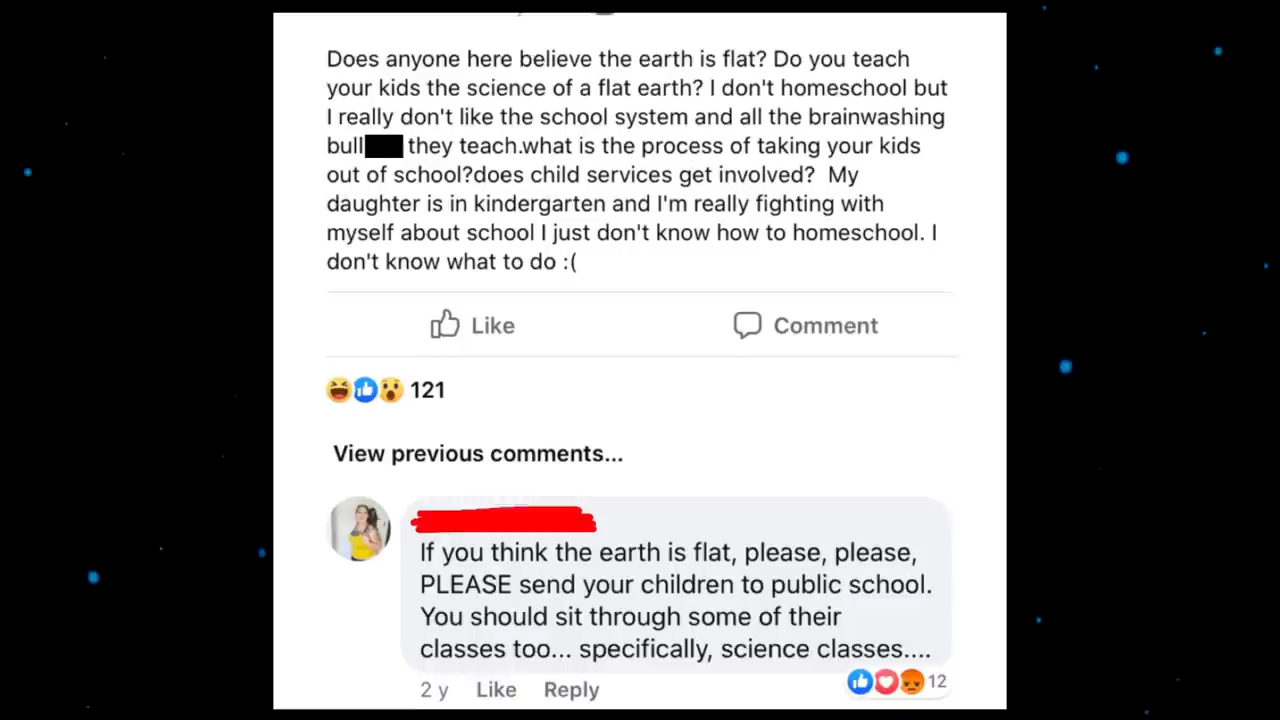 Does anyone here believe the earth is flat? Do you teach
your kids the science of a flat earth? I don't homeschool but
I really don't like the school system and all the brainwashing
bull they teach.what is the process of taking your kids
out of school?does child services get involved?  My
daughter is in kindergarten and I'm really fighting with
myself about school I just don't know how to homeschool. I
don't know what to do :(
Like Comment
121
View previous comments...
If you think the earth is flat, please, please,
PLEASE send your children to public school.
You should sit through some of their
classes too... specifically, science classes....
2 y Like Reply 12